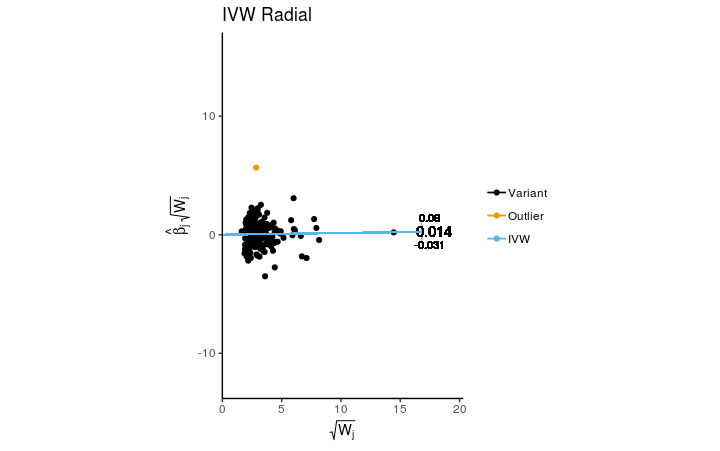 IVW Radial
10
0
-10
β̂j√Wj
0.08
0.014
-0.031
Variant
Outlier
IVW
0 5 10 15 20
√Wj